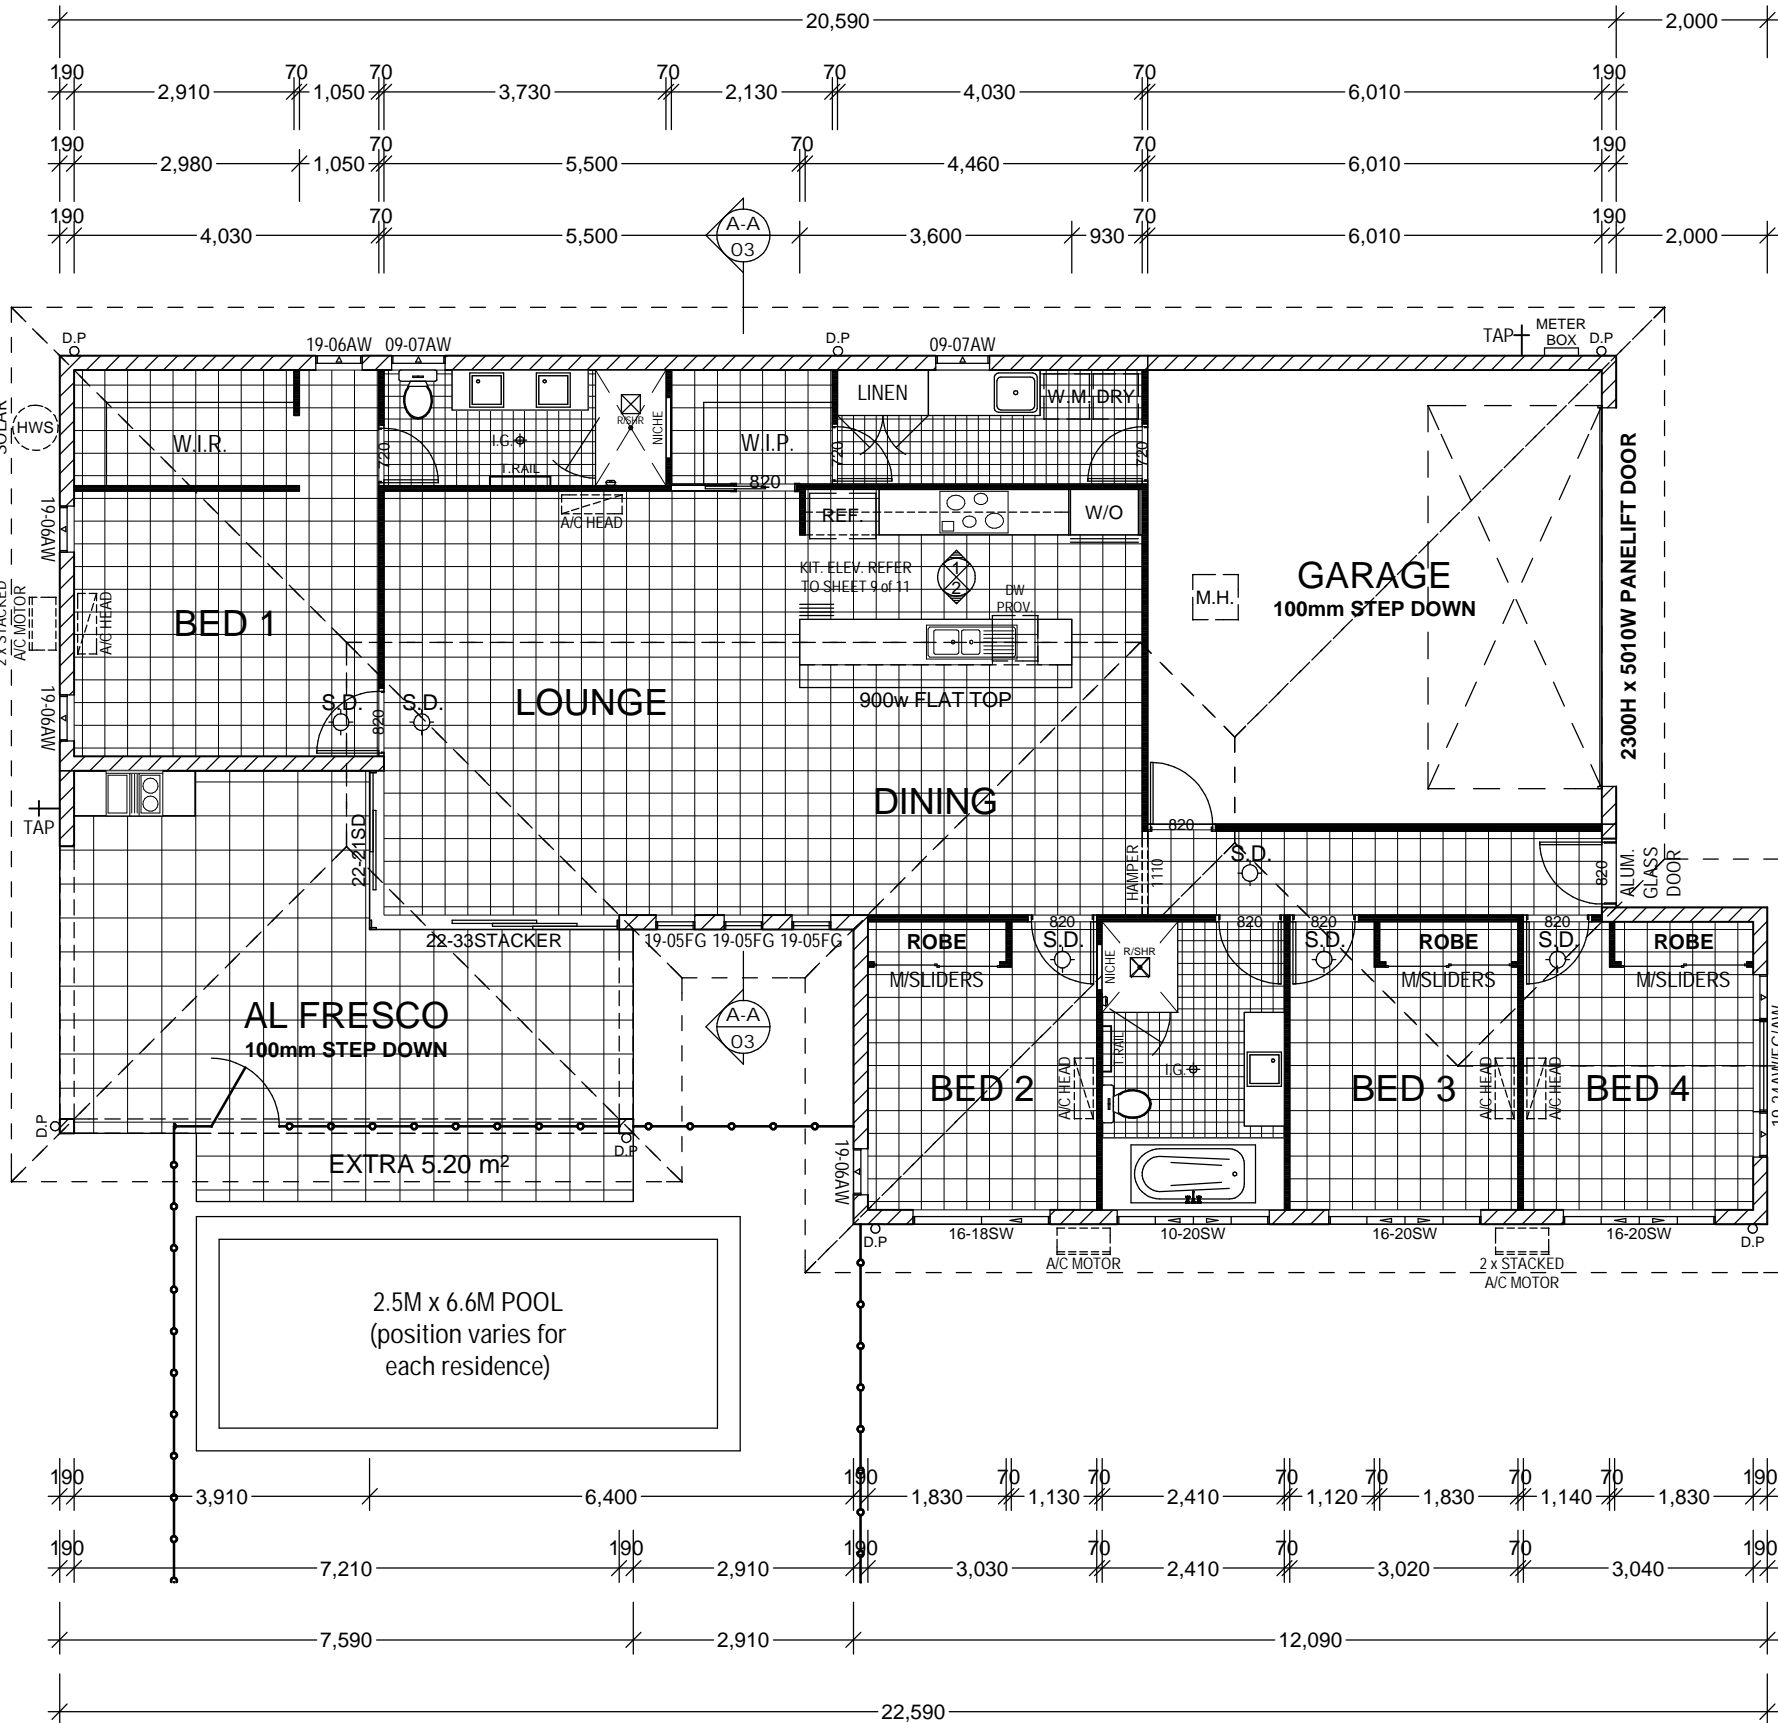 20,590
2,000
190
2,910
70
1,050
70
3,730
70
2,130
70
4,030
70
6,010
190
190
2,980
1,050
70
5,500
70
4,460
70
6,010
190
190
4,030
70
5,500
A-A
03
3,600
930
70
6,010
190
2,000
D.P
19-06AW
09-07AW
D.P
09-07AW
TAP
METER
BOX
D.P
SOLAR
HWS
W.I.R.
720
I.G.
T.RAIL
R/SHR
NICHE
W.I.P.
820
LINEN
W.M.
DRY
720
720
A/C HEAD
REF.
W/O
19-06AW
KIT. ELEV. REFER
TO SHEET 9 of 11
1
2
DW
PROV.
M.H.
GARAGE
100mm STEP DOWN
2300H x 5010W PANELIFT DOOR
2 x STACKED
A/C MOTOR
A/C HEAD
BED 1
LOUNGE
900w FLAT TOP
19-06AW
S.D.
820
S.D.
DINING
TAP
22-21SD
820
HAMPER
1110
S.D.
820
ALUM.
GLASS
DOOR
22-33STACKER
19-05FG
19-05FG
19-05FG
ROBE
M/SLIDERS
820
S.D.
R/SHR
NICHE
820
820
S.D.
ROBE
M/SLIDERS
820
S.D.
ROBE
M/SLIDERS
AL FRESCO
100mm STEP DOWN
A-A
03
T.RAIL
I.G.
BED 2
A/C HEAD
BED 3
A/C HEAD
A/C HEAD
BED 4
19-24AW/FG/AW
D.P
D.P
EXTRA 5.20 m²
19-06AW
D.P
16-18SW
A/C MOTOR
10-20SW
16-20SW
2 x STACKED
A/C MOTOR
16-20SW
D.P
2.5M x 6.6M POOL
(position varies for
each residence)
190
3,910
6,400
190
1,830
70
1,130
70
2,410
70
1,120
70
1,830
70
1,140
70
1,830
190
190
7,210
190
2,910
190
3,030
70
2,410
70
3,020
70
3,040
190
7,590
2,910
12,090
22,590